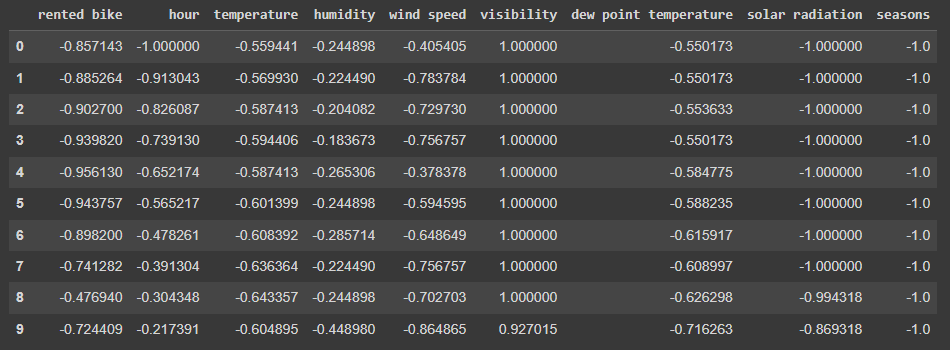 rented bike hour temperature humidity wind speed visibility dew point temperature solar radiation seasons
0 -0.857143 -1.000000 -0.559441 -0.244898 -0.405405 1.000000 -0.550173 -1.000000 -1.0
1 -0.885264 -0.913043 -0.569930 -0.224490 -0.783784 1.000000 -0.550173 -1.000000 -1.0
2 -0.902700 -0.826087 -0.587413 -0.204082 -0.729730 1.000000 -0.553633 -1.000000 -1.0
3 -0.939820 -0.739130 -0.594406 -0.183673 -0.756757 1.000000 -0.550173 -1.000000 -1.0
4 -0.956130 -0.652174 -0.587413 -0.265306 -0.378378 1.000000 -0.584775 -1.000000 -1.0
5 -0.943757 -0.565217 -0.601399 -0.244898 -0.594595 1.000000 -0.588235 -1.000000 -1.0
6 -0.898200 -0.478261 -0.608392 -0.285714 -0.648649 1.000000 -0.615917 -1.000000 -1.0
7 -0.741282 -0.391304 -0.636364 -0.224490 -0.756757 1.000000 -0.608997 -1.000000 -1.0
8 -0.476940 -0.304348 -0.643357 -0.244898 -0.702703 1.000000 -0.626298 -0.994318 -1.0
9 -0.724409 -0.217391 -0.604895 -0.448980 -0.864865 0.927015 -0.716263 -0.869318 -1.0